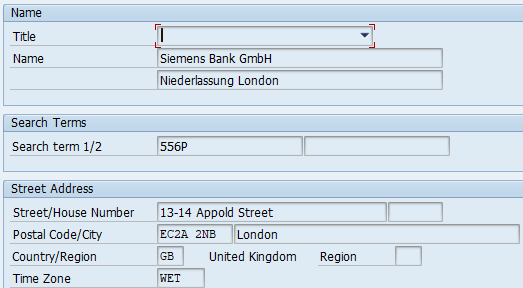 Name
Title
Name Siemens Bank GmbH
Niederlassung London
Search Terms
Search term 1/2 556P
Street Address
Street/House Number 13-14 Appold Street
Postal Code/City EC2A 2NB London
Country/Region GB United Kingdom Region
Time Zone WET